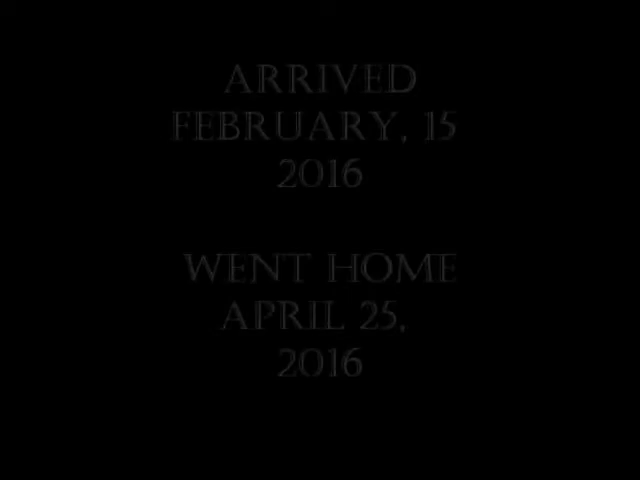 ARRIVED
FEBRUARY, 15
2016
WENT HOME
APRIL 25,
2016